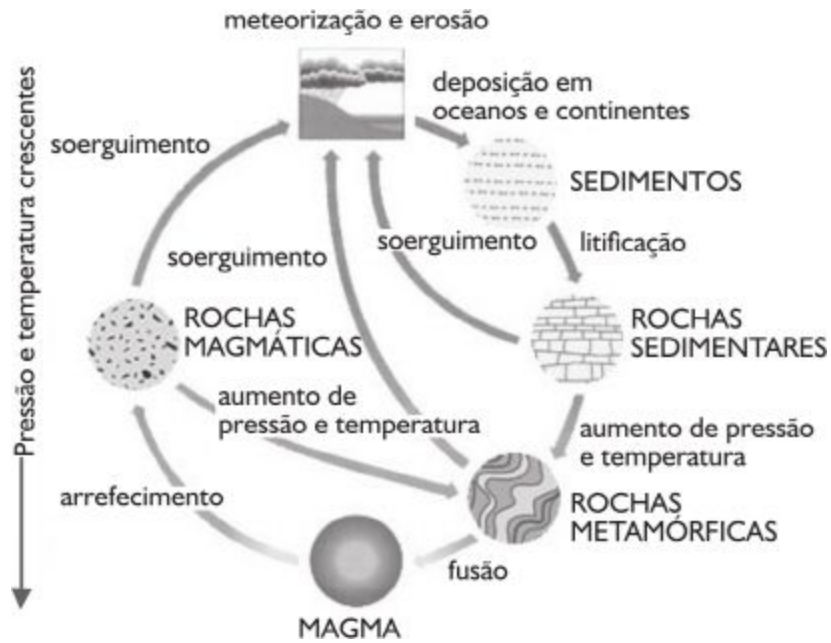 meteorização e erosão
deposição em
oceanos e continentes
soerguimento
SEDIMENTOS
soerguimento
soerguimento
litificação
ROCHAS
MAGMÁTICAS
ROCHAS
SEDIMENTARES
aumento de
pressão e temperatura
aumento de pressão
e temperatura
arrefecimento
ROCHAS
METAMÓRFICAS
fusão
MAGMA
Pressão e temperatura crescentes